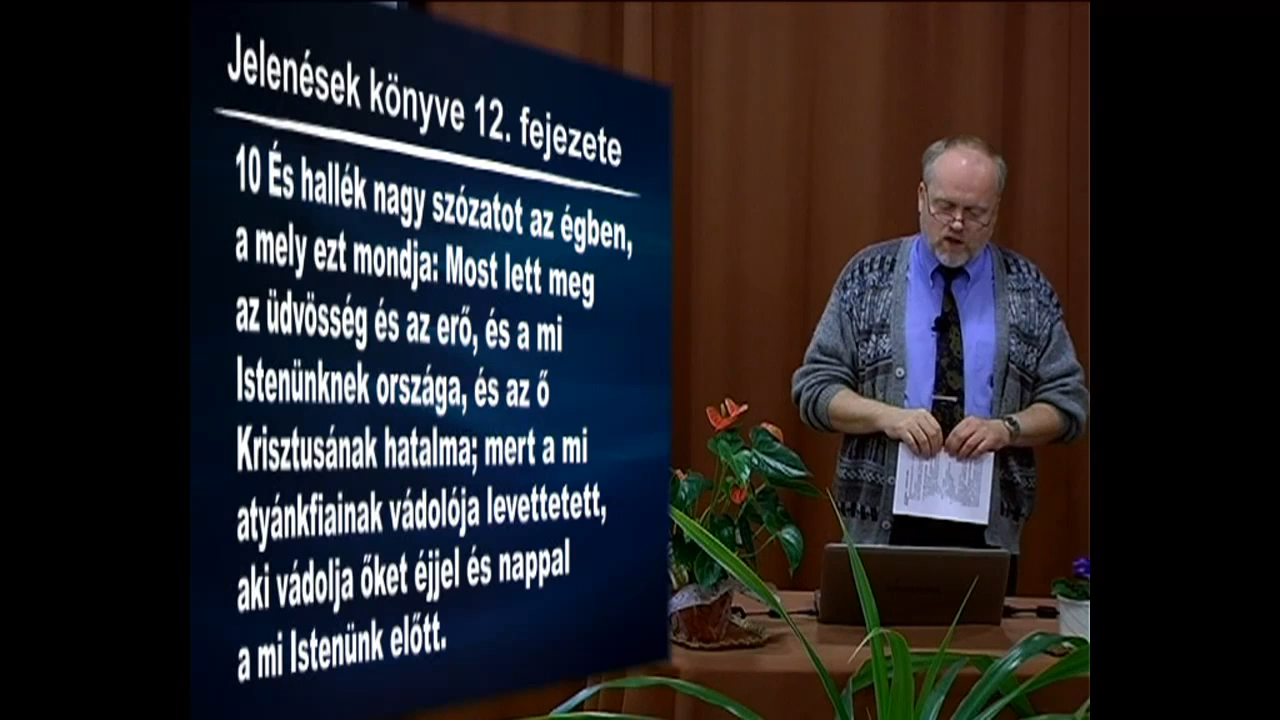 Jelenések könyve 12. fejezete
10 És hallék nagy szózatot az égben,
a mely ezt mondja: Most lett meg
az üdvösség és az erő, és a mi
Istenünknek országa, és az ő
Krisztusának hatalma; mert a mi
atyánkfiainak vádolója levettetett,
aki vádolja őket éjjel és nappal
a mi Istenünk előtt.